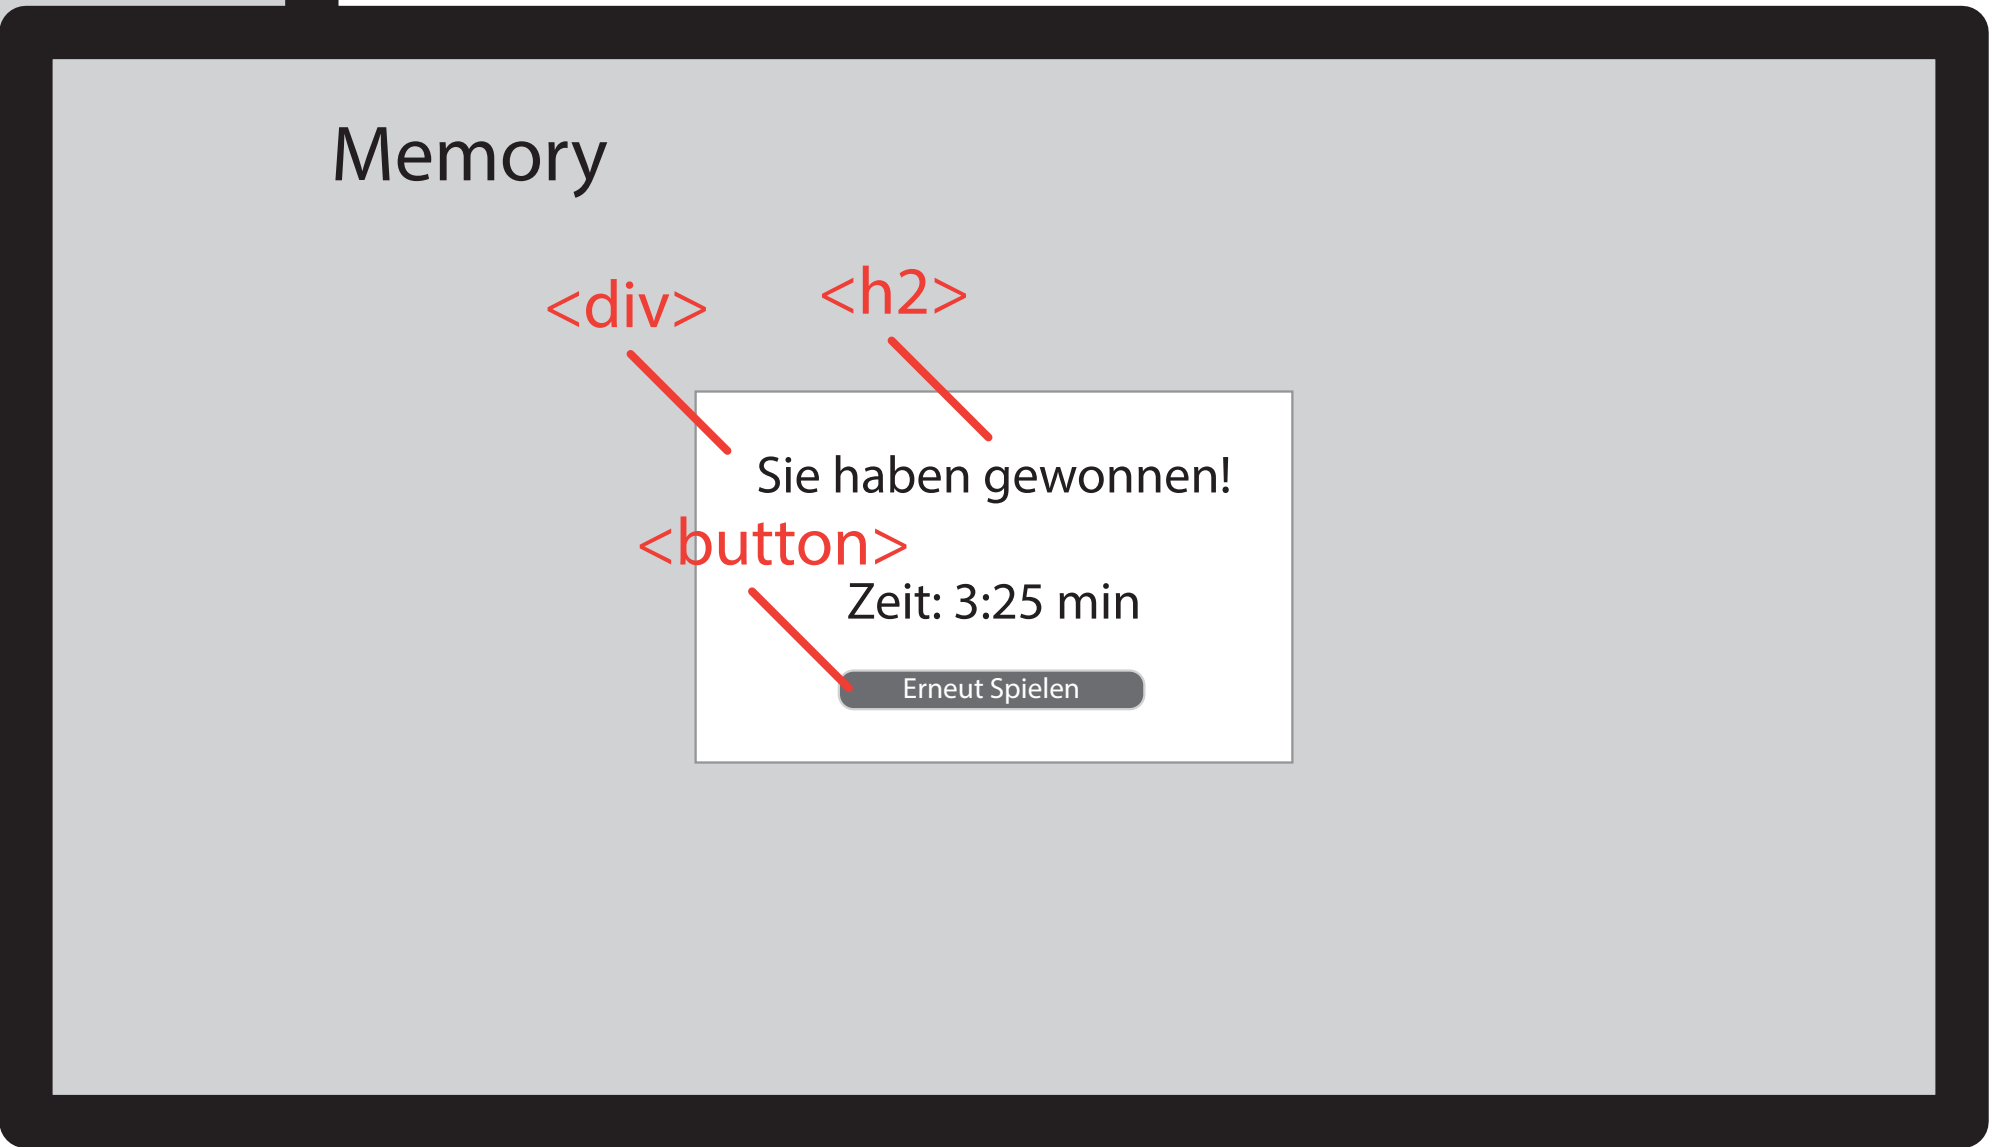 Memory
<div>
<h2>
Sie haben gewonnen!
<button>
Zeit: 3:25 min
Erneut Spielen